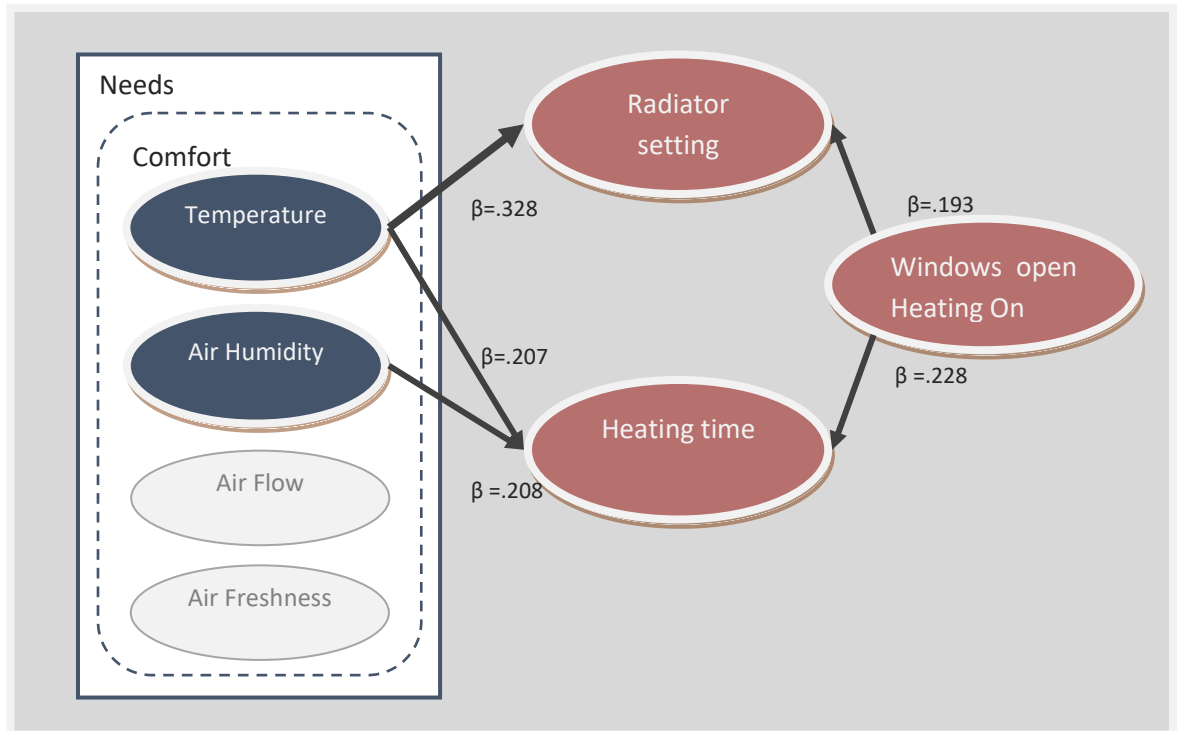 Needs
Comfort
Temperature
Air Humidity
Air Flow
Air Freshness
β=.328
β=.207
β =.208
Radiator
setting
Heating time
β=.193
Windows open
Heating On
β =.228